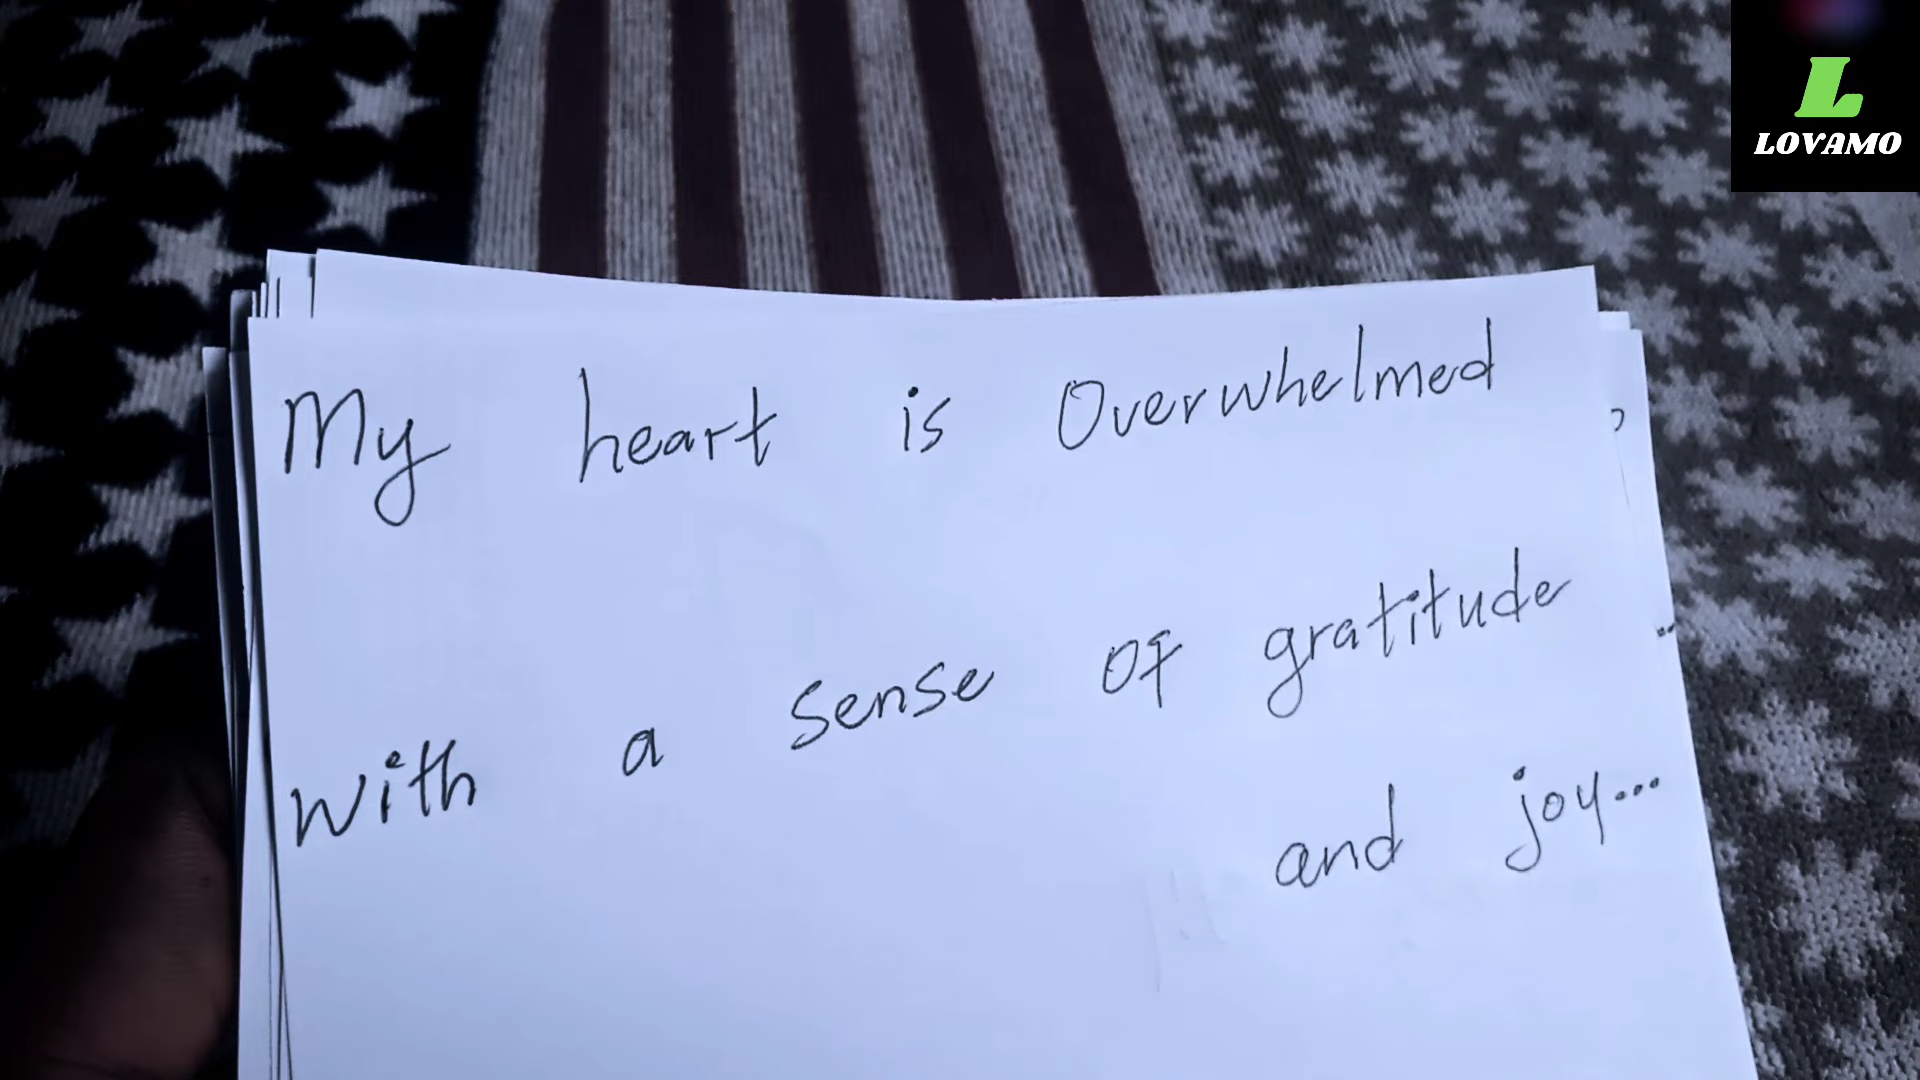 L
LOVAMO
My heart is Overwhelmed
with a sense of gratitude
and joy...